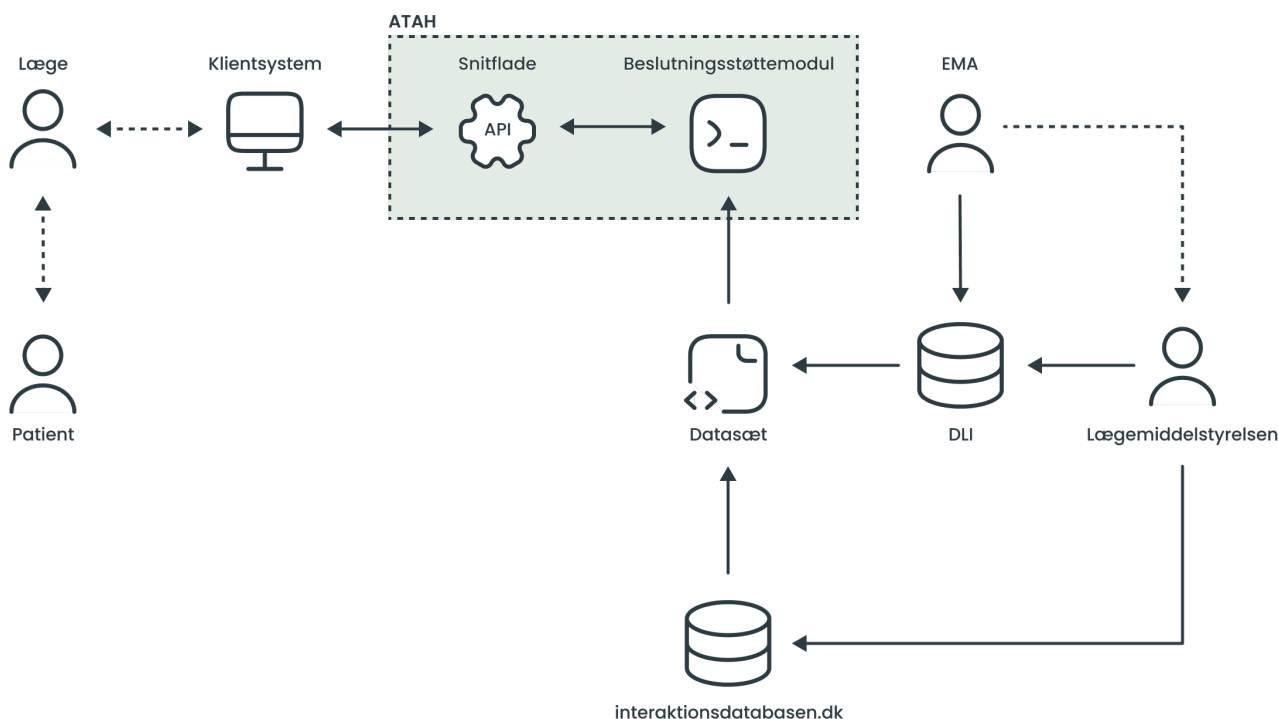 ATAH
Læge
Klientsystem
Snitflade
Beslutningsstøttemodul
EMA
API
Patient
Datasæt
DLI
Lægemiddelstyrelsen
interaktionsdatabasen.dk